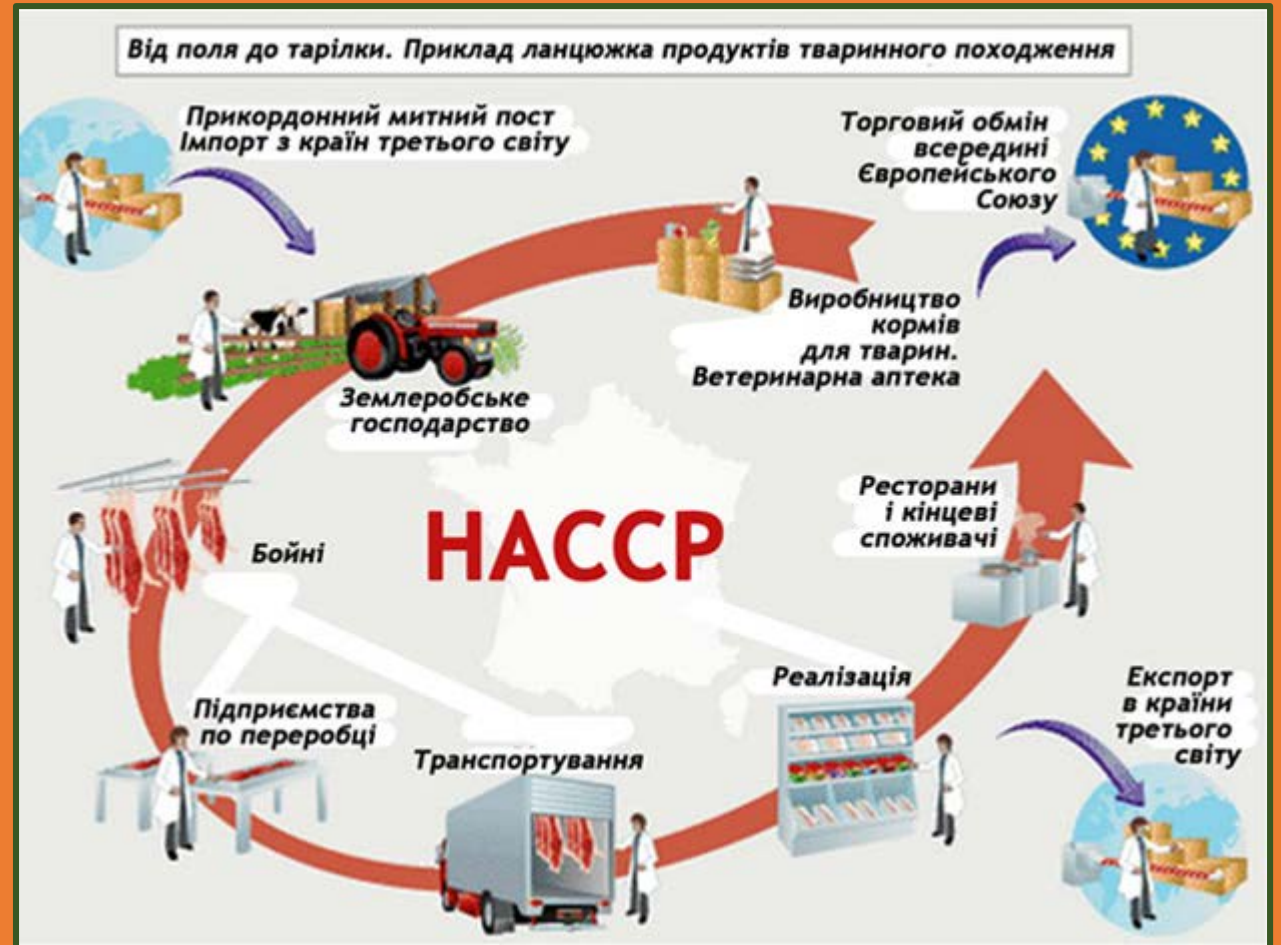 Від поля до тарілки. Приклад ланцюжка продуктів тваринного походження
Прикордонний митний пост
Імпорт з країн третього світу
Торговий обмін
всередині
Європейського
Союзу
Виробництво
кормів
для тварин.
Ветеринарна аптека
Землеробське
господарство
Бойні
HACCP
Ресторани
і кінцеві
споживачі
Підприємства
по переробці
Транспортування
Реалізація
Експорт
в країни
третього
світу